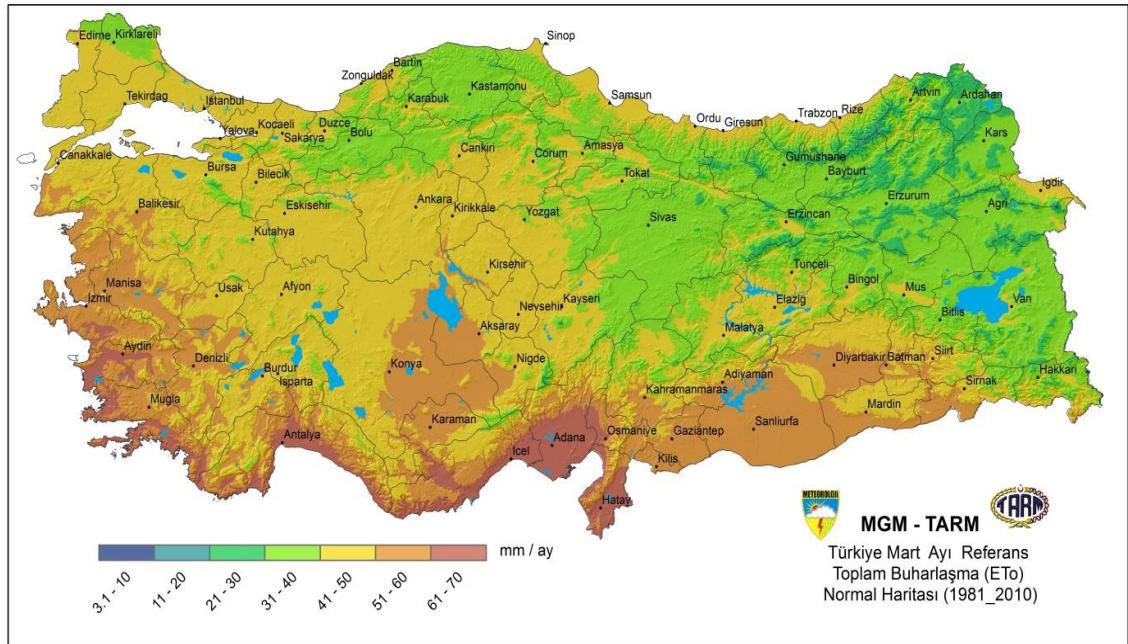 Edirne
Kirklareli
Sinop
Bartin
Zonguldak
Kastamonu
Artvin
Ardahan
Tekirdag
Istanbul
Karabuk
Samsun
Trabzon
Rize
Ordu
Giresun
Kocaeli
Duzce
Yalova
Sakarya
Bolu
Kars
Canakkale
Cankiri
Corum
Amasya
Gumushane
Bursa
Bilecik
Tokat
Bayburt
Igdir
Balikesir
Eskisehir
Ankara
Kirikkale
Yozgat
Sivas
Erzincan
Erzurum
Agri
Kutahya
Kirsehir
Tunceli
Manisa
Izmir
Usak
Afyon
Nevsehir
Kayseri
Elazig
Bingol
Mus
Van
Bitlis
Aksaray
Malatya
Aydin
Denizli
Burdur
Isparta
Konya
Nigde
Diyarbakir
Batman
Siirt
Adiyaman
Hakkari
Kahramanmaras
Sirnak
Mugla
Karaman
Mardin
Antalya
Icel
Adana
Osmaniye
Gaziantep
Sanliurfa
Kilis
Hatay
METEOROLOJI
TARM
MGM - TARM
Türkiye Mart Ayı Referans
Toplam Buharlaşma (ETo)
Normal Haritası (1981_2010)
mm / ay
3.1 - 10
11 - 20
21 - 30
31 - 40
41 - 50
51 - 60
61 - 70